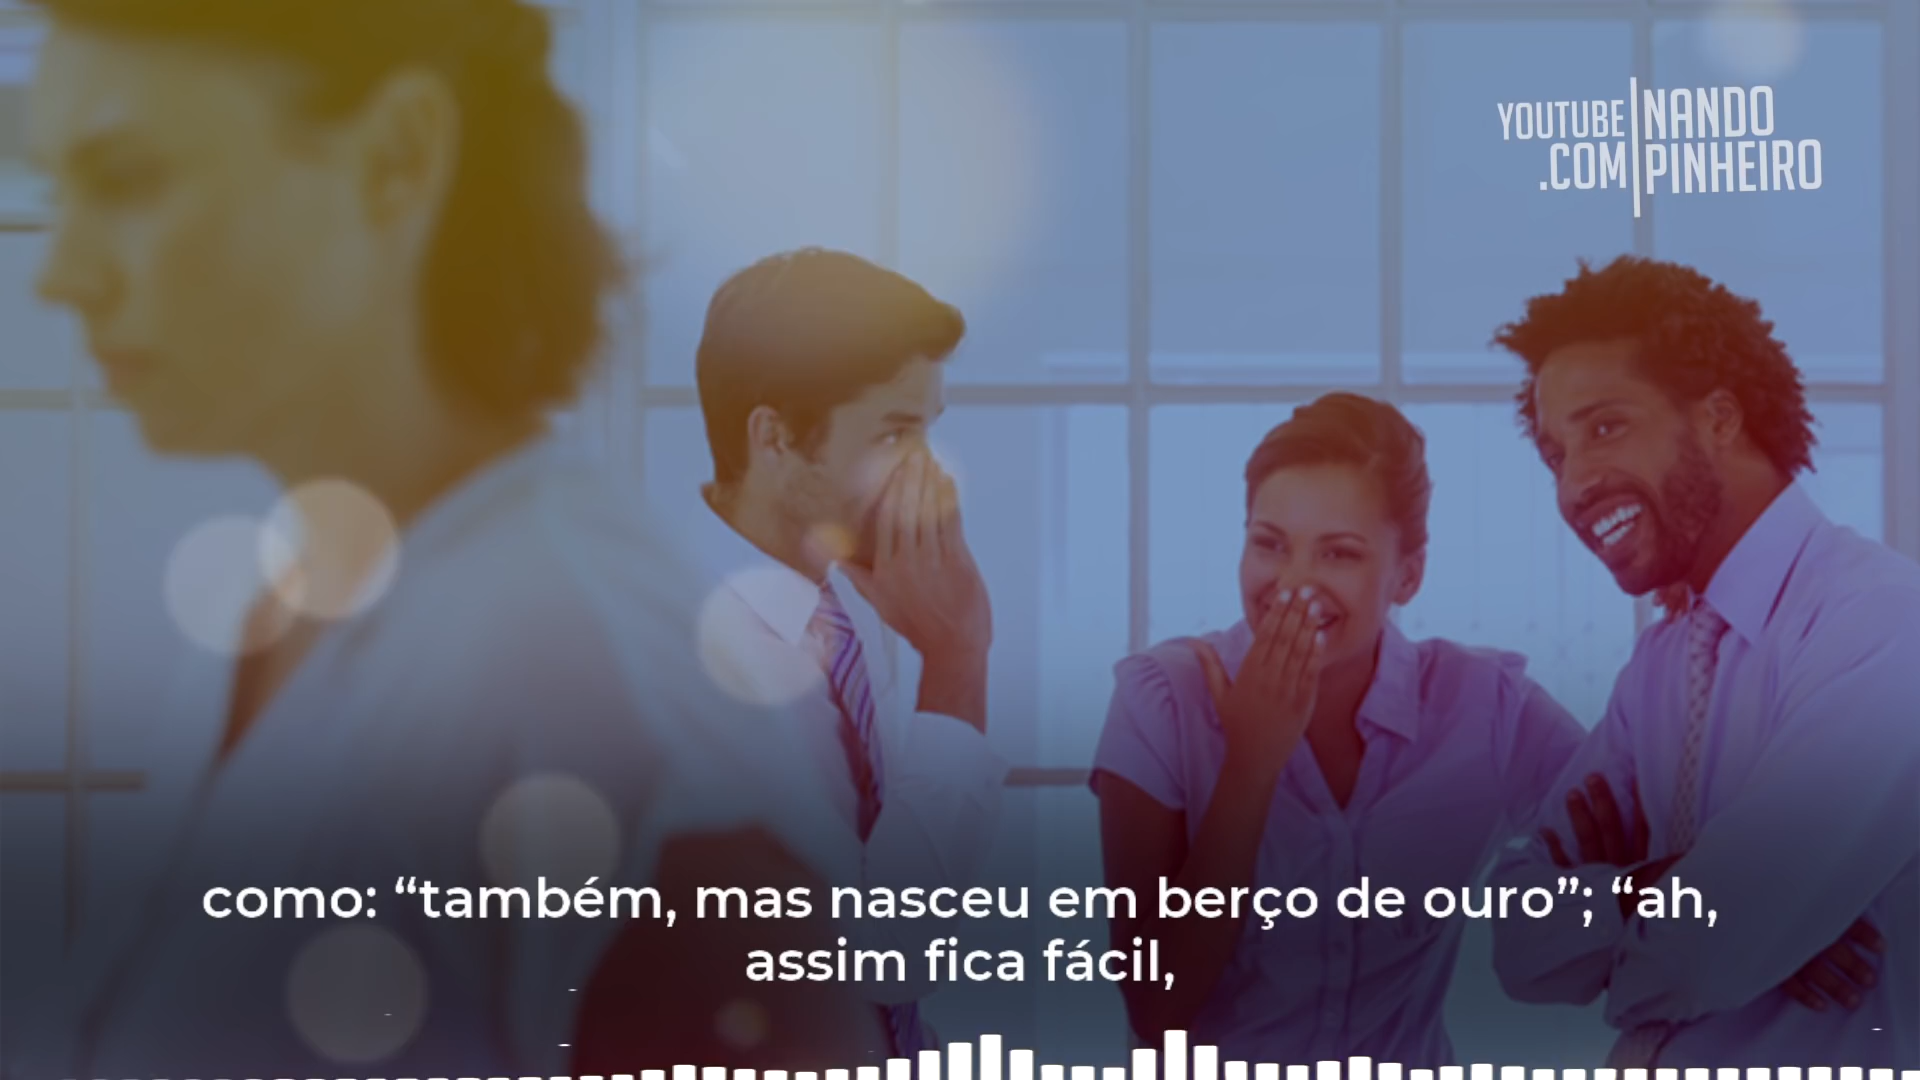 YOUTUBE NANDO
.COM PINHEIRO
como: “também, mas nasceu em berço de ouro”; “ah,
assim fica fácil,